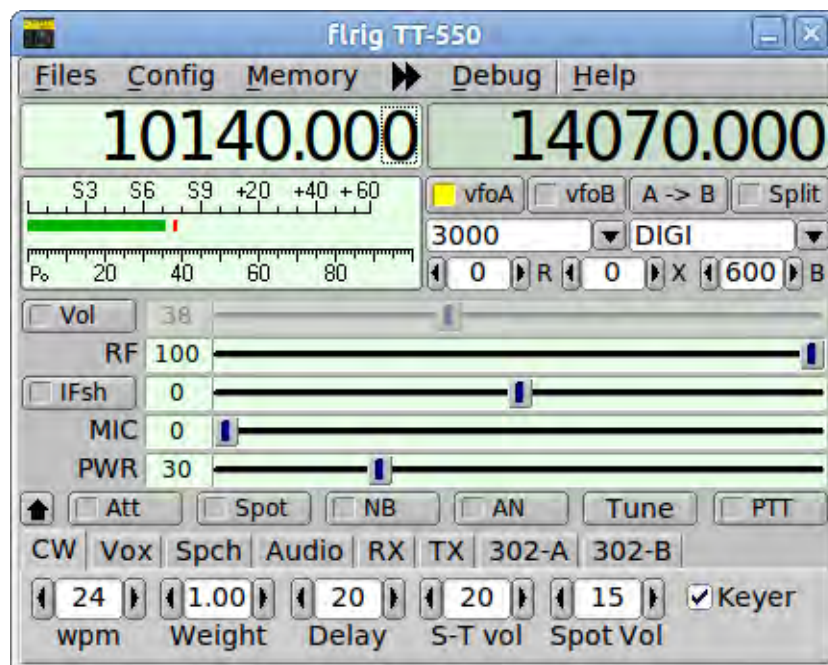 flrig TT-550
Files Config Memory Debug Help
10140.000 14070.000
S3 S6 S9 +20 +40 +60
vfoA vfoB A -> B Split
3000 DIGI
Po 20 40 60 80
0 R 0 X 600 B
Vol 38
RF 100
IFsh 0
MIC 0
PWR 30
Att Spot NB AN Tune PTT
CW Vox Spch Audio RX TX 302-A 302-B
24 1.00 20 20 15 Keyer
wpm Weight Delay S-T vol Spot Vol